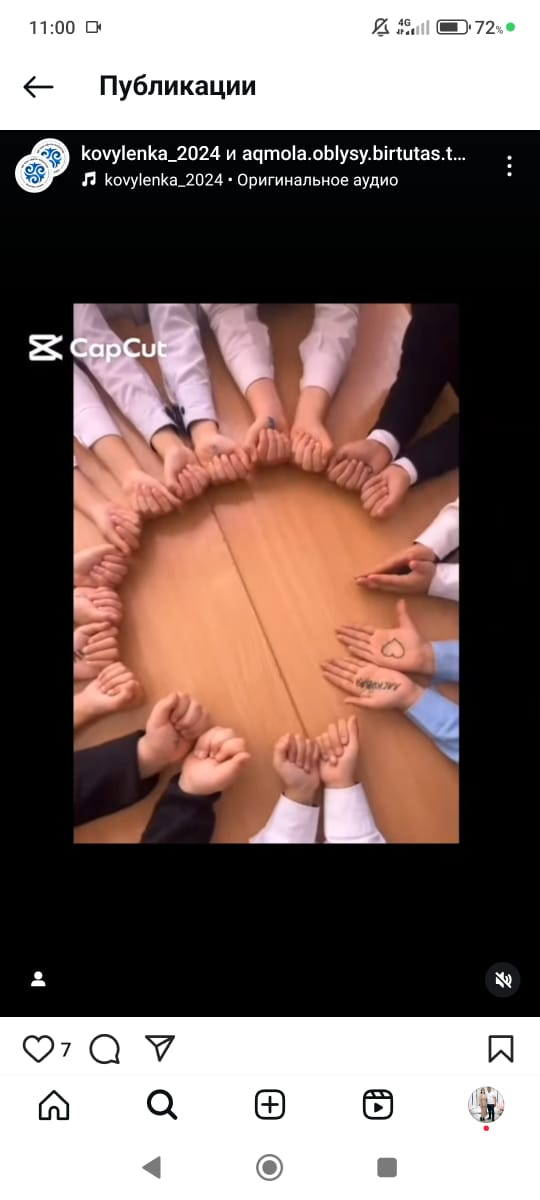 11:00
4G
72%
Публикации
kovylenka_2024 и aqmola.oblysy.birtutas.t...
kovylenka_2024 • Оригинальное аудио
CapCut
7